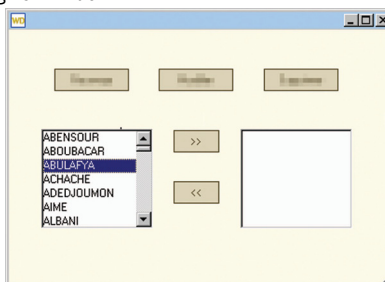 WD
>>
<<
ABENSOUR
ABOUBACAR
ABULAFYA
ACHACHE
ADEDJOUMON
AIME
ALBANI